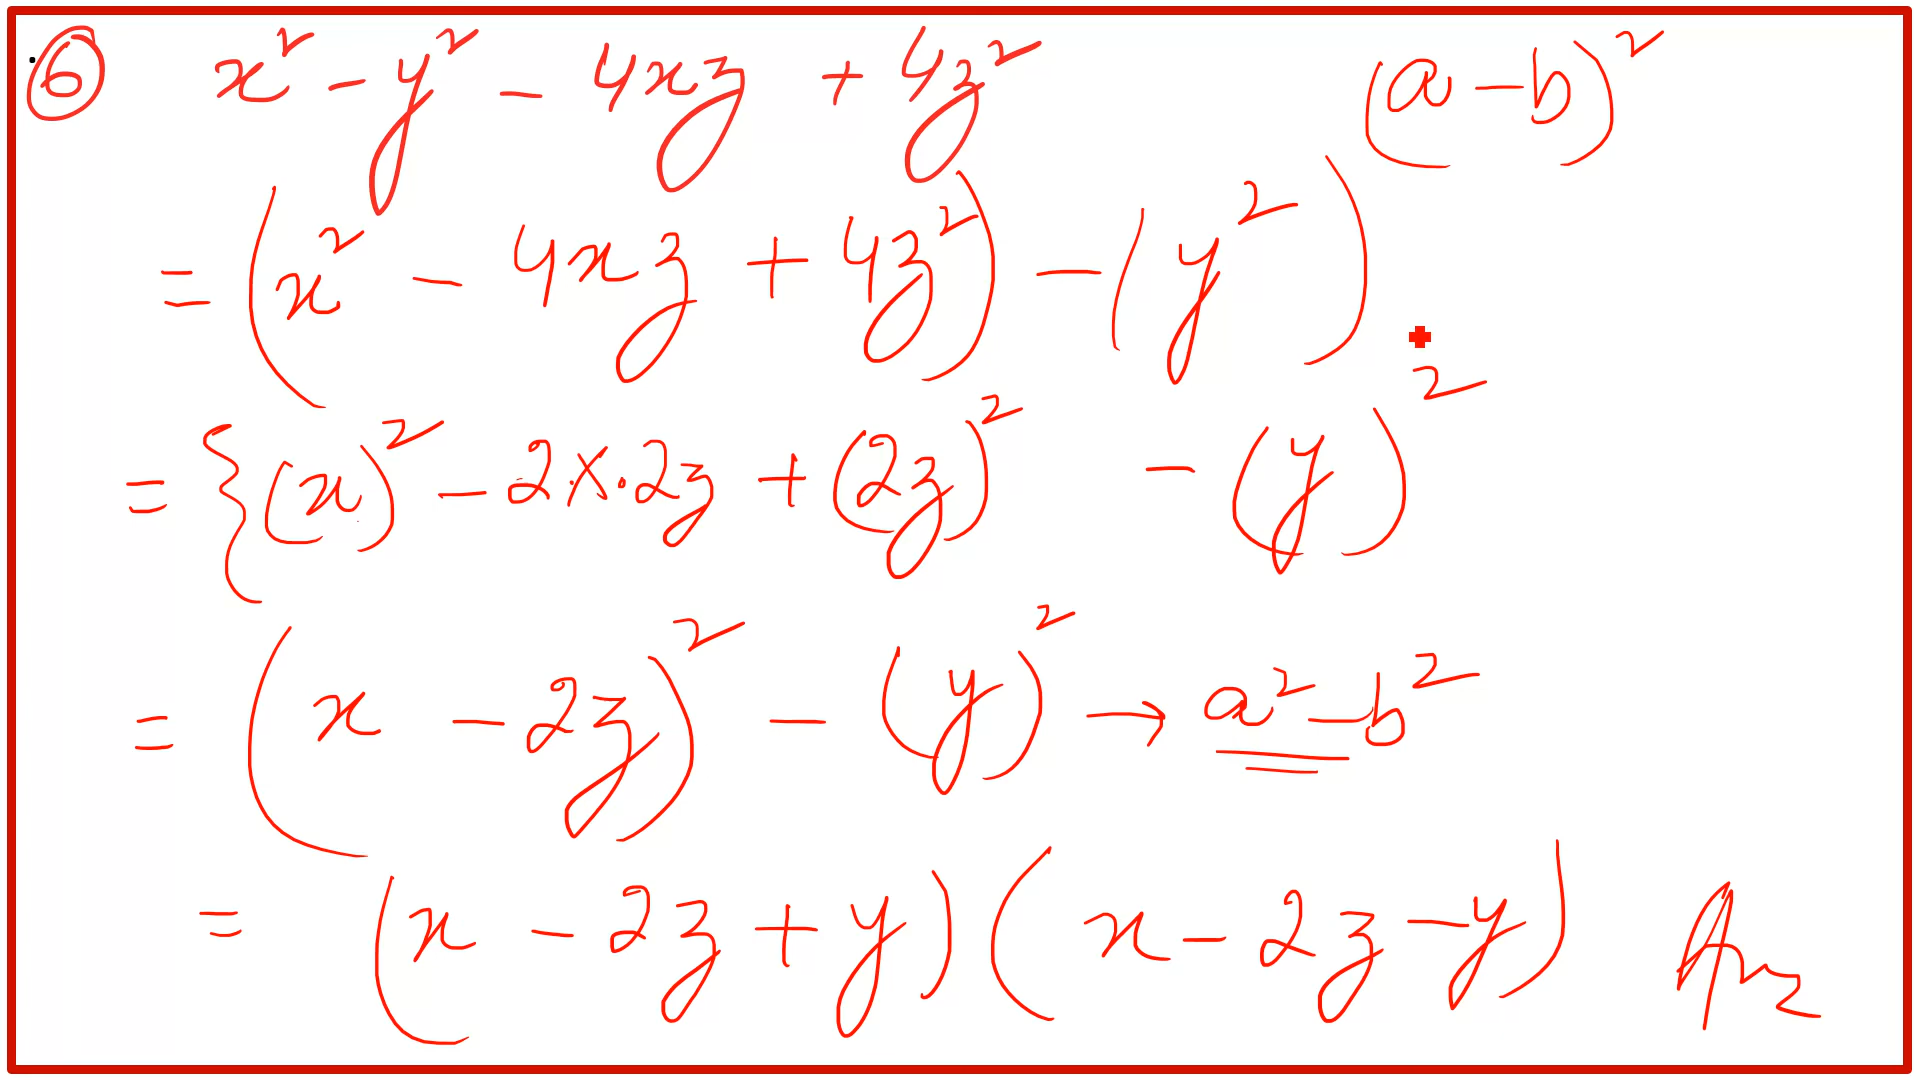 ⑥ x² - y² - 4xz + 4z² (a - b)²
= (x² - 4xz + 4z²) - (y²)
= {(x)² - 2x·2z + (2z)² - (y)²
= (x - 2z)² - (y)² → a² - b²
= (x - 2z + y)(x - 2z - y) Ans